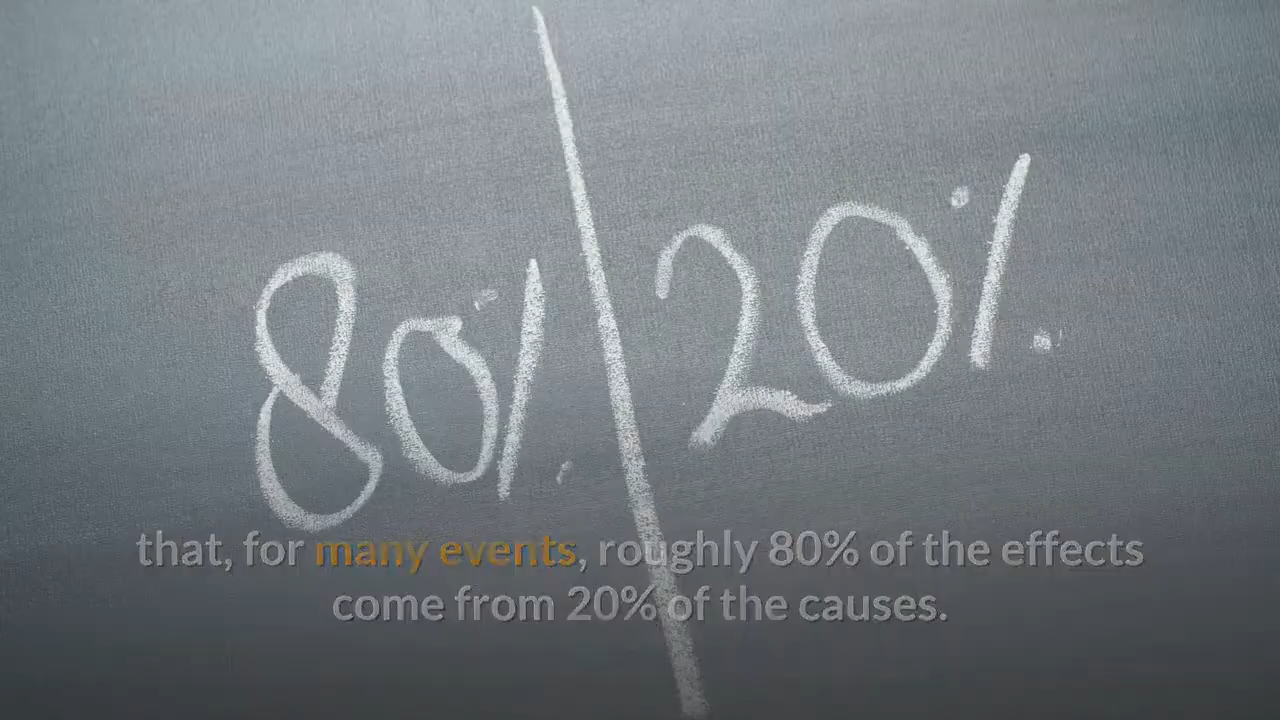 80% 20%
that, for many events, roughly 80% of the effects
come from 20% of the causes.